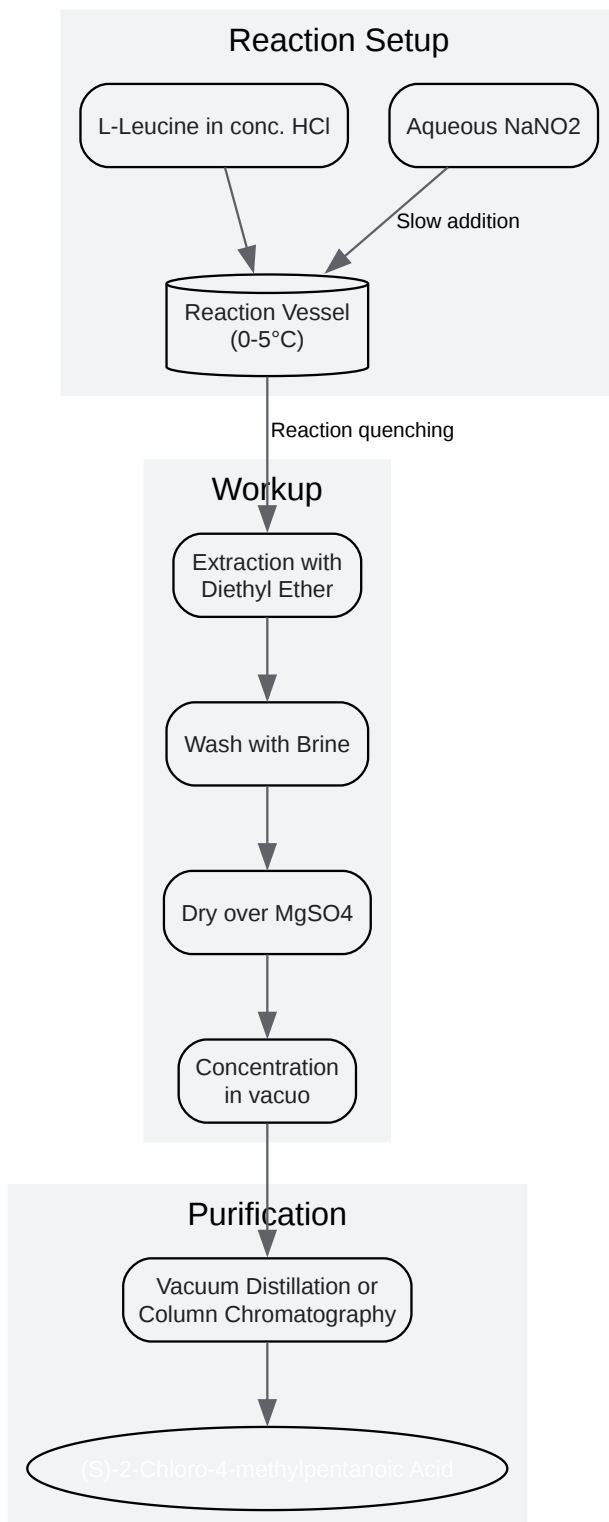 Reaction Setup
L-Leucine in conc. HCl
Aqueous NaNO2
Slow addition
Reaction Vessel
(0-5°C)
Reaction quenching
Workup
Extraction with
Diethyl Ether
Wash with Brine
Dry over MgSO4
Concentration
in vacuo
Purification
Vacuum Distillation or
Column Chromatography
(S)-2-Chloro-4-methylpentanoic Acid